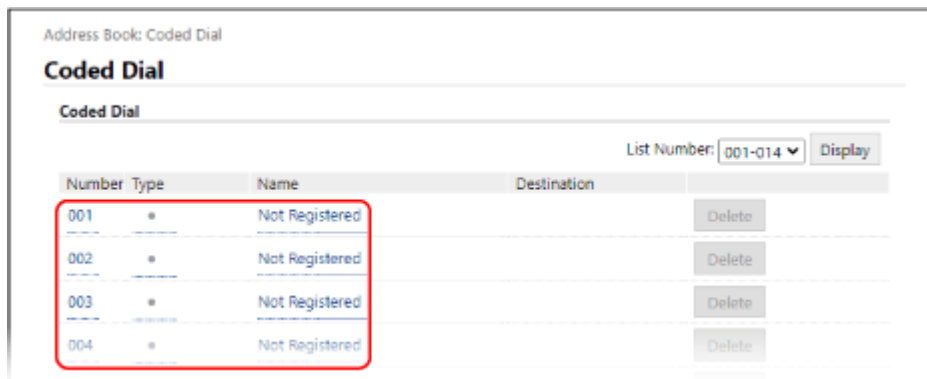 Address Book: Coded Dial
Coded Dial
Coded Dial
List Number: 001-014 Display
Number Type Name Destination
001 Not Registered Delete
002 Not Registered Delete
003 Not Registered Delete
004 Not Registered Delete